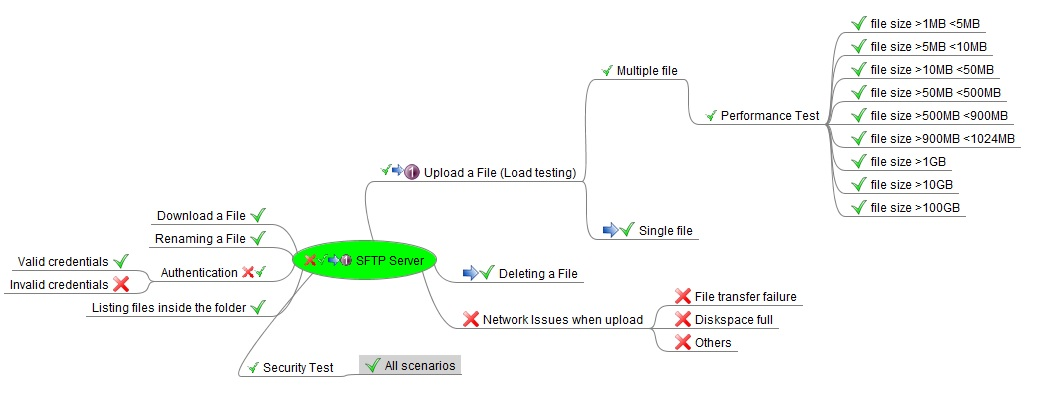 file size >1MB <5MB
file size >5MB <10MB
Multiple file
file size >10MB <50MB
file size >50MB <500MB
Performance Test
file size >500MB <900MB
file size >900MB <1024MB
file size >1GB
Upload a File (Load testing)
file size >10GB
file size >100GB
Download a File
Single file
Renaming a File
SFTP Server
Valid credentials
Authentication
Deleting a File
Invalid credentials
File transfer failure
Listing files inside the folder
Network Issues when upload
Diskspace full
Others
Security Test
All scenarios